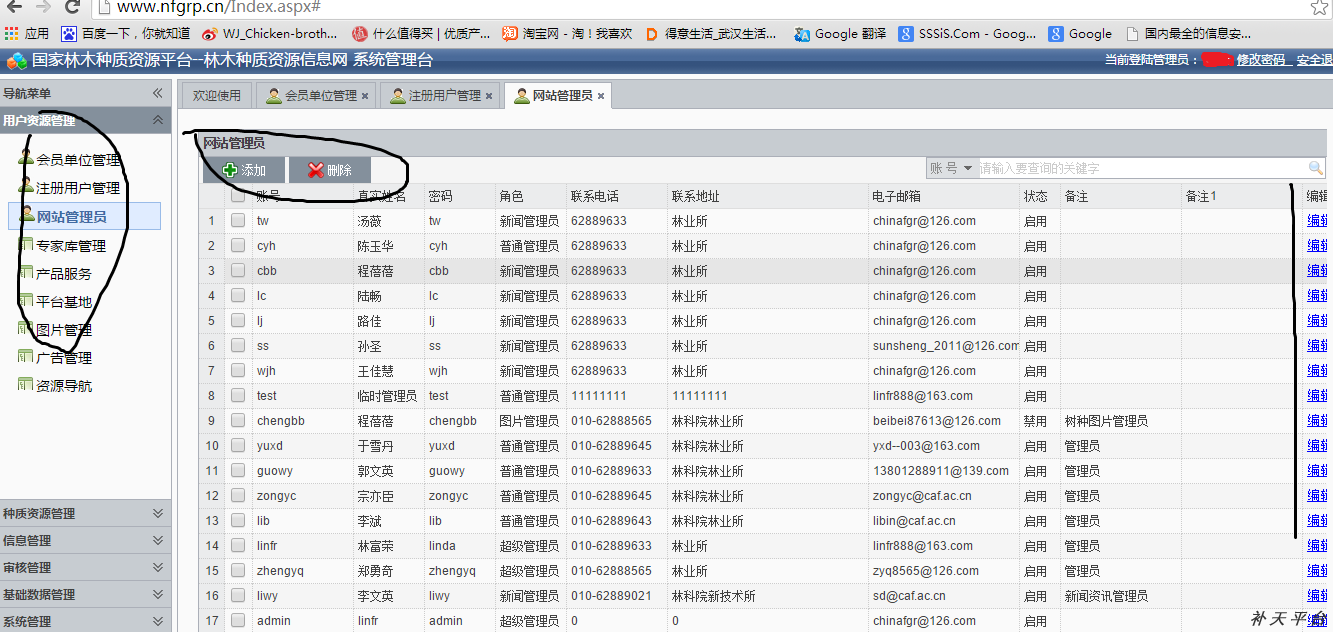 www.nfgrp.cn/Index.aspx#
应用 百度一下，你就知道 WJ_Chicken-broth... 什么值得买 | 优质产... 淘宝网 - 淘！我喜欢 得意生活_武汉生活... Google 翻译 SSSiS.Com - Goog... Google 国内最全的信息安...
国家林木种质资源平台--林木种质资源信息网 系统管理台 当前登陆管理员： 修改密码 安全退
导航菜单 欢迎使用 会员单位管理 注册用户管理 网站管理员
用户资源管理
会员单位管理
注册用户管理
网站管理员
专家库管理
产品服务
平台基地
图片管理
广告管理
资源导航
种质资源管理
信息管理
审核管理
基础数据管理
系统管理
网站管理员
添加 删除 账 号 请输入要查询的关键字
账号 真实姓名 密码 角色 联系电话 联系地址 电子邮箱 状态 备注 备注1 编辑
1 tw 汤薇 tw 新闻管理员 62889633 林业所 chinafgr@126.com 启用 编辑
2 cyh 陈玉华 cyh 普通管理员 62889633 林业所 chinafgr@126.com 启用 编辑
3 cbb 程蓓蓓 cbb 新闻管理员 62889633 林业所 chinafgr@126.com 启用 编辑
4 lc 陆畅 lc 新闻管理员 62889633 林业所 chinafgr@126.com 启用 编辑
5 lj 路佳 lj 新闻管理员 62889633 林业所 chinafgr@126.com 启用 编辑
6 ss 孙圣 ss 新闻管理员 62889633 林业所 sunsheng_2011@126.com 启用 编辑
7 wjh 王佳慧 wjh 新闻管理员 62889633 林业所 chinafgr@126.com 启用 编辑
8 test 临时管理员 test 普通管理员 11111111 11111111 linfr888@163.com 启用 编辑
9 chengbb 程蓓蓓 chengbb 图片管理员 010-62888565 林科院林业所 beibei87613@126.com 禁用 树种图片管理员 编辑
10 yuxd 于雪丹 yuxd 普通管理员 010-62889645 林科院林业所 yxd--003@163.com 启用 管理员 编辑
11 guowy 郭文英 guowy 普通管理员 010-62889633 林科院林业所 13801288911@139.com 启用 管理员 编辑
12 zongyc 宗亦臣 zongyc 普通管理员 010-62889645 林科院林业所 zongyc@caf.ac.cn 启用 管理员 编辑
13 lib 李斌 lib 普通管理员 010-62889643 林科院林业所 libin@caf.ac.cn 启用 管理员 编辑
14 linfr 林富荣 linda 超级管理员 010-62889633 林业所 linfr888@163.com 启用 管理员 编辑
15 zhengyq 郑勇奇 zhengyq 超级管理员 010-62888565 林业所 zyq8565@126.com 启用 管理员 编辑
16 liwy 李文英 liwy 新闻管理员 010-62889021 林科院新技术所 sd@caf.ac.cn 启用 新闻资讯管理员 编辑
17 admin linfr admin 超级管理员 0 0 chinafgr@126.com 启用 编辑
补天平台